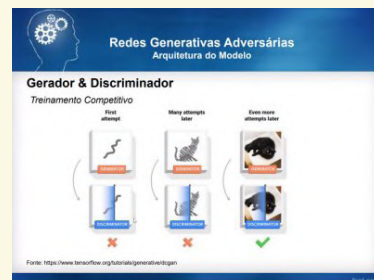 Redes Generativas Adversárias
Arquitetura do Modelo
Gerador & Discriminador
Treinamento Competitivo
First
attempt
Many attempts
later
Even more
attempts later
GENERATOR
GENERATOR
GENERATOR
DISCRIMINATOR
DISCRIMINATOR
DISCRIMINATOR
Fonte: https://www.tensorflow.org/tutorials/generative/dcgan